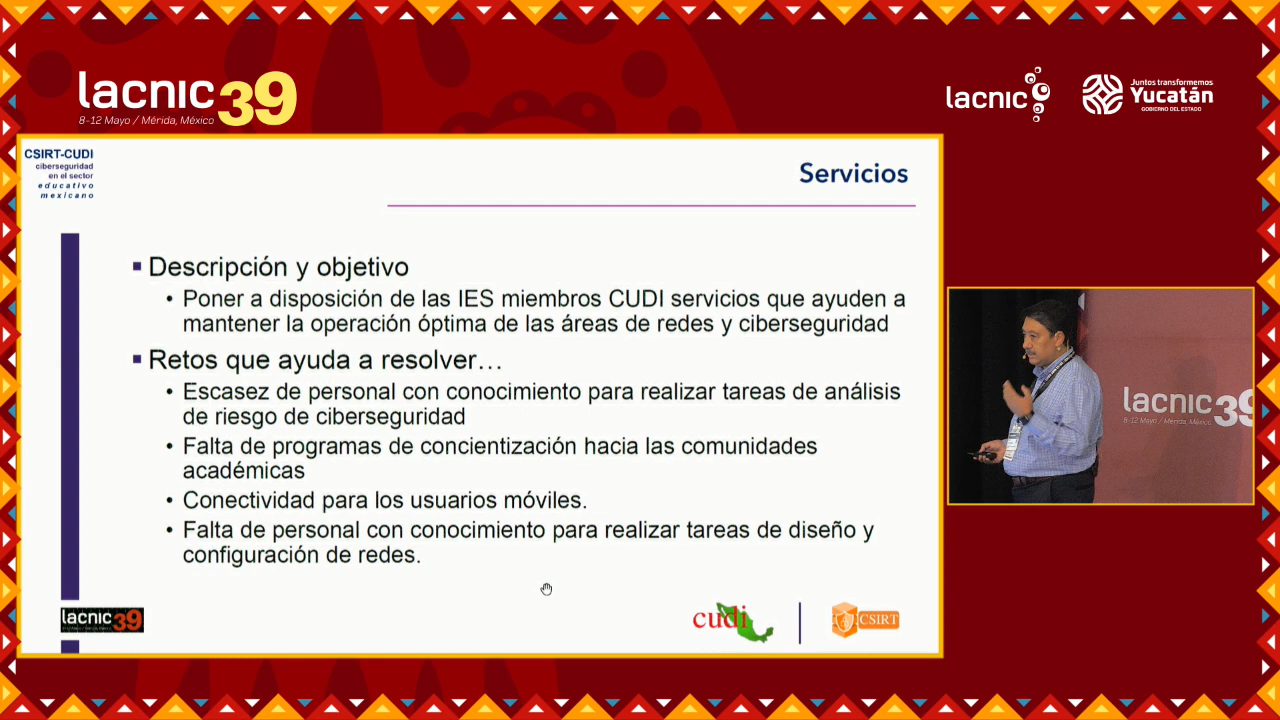 lacnic39
8-12 Mayo / Mérida, México
lacnic
Juntos transformemos
Yucatán
GOBIERNO DEL ESTADO
CSIRT-CUDI
ciberseguridad
en el sector
educativo
mexicano
Servicios
Descripción y objetivo
• Poner a disposición de las IES miembros CUDI servicios que ayuden a
mantener la operación óptima de las áreas de redes y ciberseguridad
Retos que ayuda a resolver…
• Escasez de personal con conocimiento para realizar tareas de análisis
de riesgo de ciberseguridad
• Falta de programas de concientización hacia las comunidades
académicas
• Conectividad para los usuarios móviles.
• Falta de personal con conocimiento para realizar tareas de diseño y
configuración de redes.
lacnic39
cudi
CSIRT
lacnic39
8-12 Mayo / Mérida, México